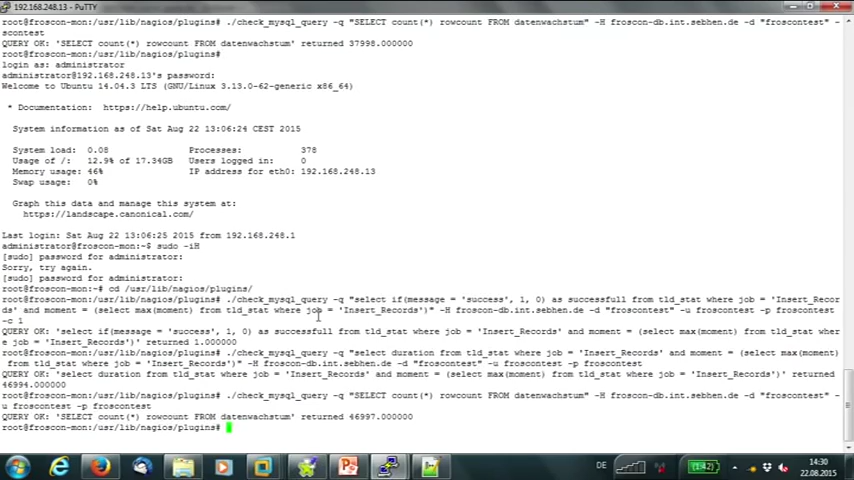 192.168.248.13 - PuTTY
root@froscon-mon:/usr/lib/nagios/plugins# ./check_mysql_query -q "SELECT count(*) rowcount FROM datenwachstum" -H froscon-db.int.sebhen.de -d "froscontest" -
scontest
QUERY OK: 'SELECT count(*) rowcount FROM datenwachstum' returned 37998.000000
root@froscon-mon:/usr/lib/nagios/plugins#
login as: administrator
administrator@192.168.248.13's password:
Welcome to Ubuntu 14.04.3 LTS (GNU/Linux 3.13.0-62-generic x86_64)
* Documentation: https://help.ubuntu.com/
System information as of Sat Aug 22 13:06:24 CEST 2015
System load: 0.08 Processes: 378
Usage of /: 12.9% of 17.34GB Users logged in: 0
Memory usage: 46% IP address for eth0: 192.168.248.13
Swap usage: 0%
Graph this data and manage this system at:
https://landscape.canonical.com/
Last login: Sat Aug 22 13:06:25 2015 from 192.168.248.1
administrator@froscon-mon:~$ sudo -iH
[sudo] password for administrator:
Sorry, try again.
[sudo] password for administrator:
root@froscon-mon:~# cd /usr/lib/nagios/plugins/
root@froscon-mon:/usr/lib/nagios/plugins# ./check_mysql_query -q "select if(message = 'success', 1, 0) as successfull from tld_stat where job = 'Insert_Recor
ds' and moment = (select max(moment) from tld_stat where job = 'Insert_Records')" -H froscon-db.int.sebhen.de -d "froscontest" -u froscontest -p froscontest
-c 1
QUERY OK: 'select if(message = 'success', 1, 0) as successfull from tld_stat where job = 'Insert_Records' and moment = (select max(moment) from tld_stat wher
e job = 'Insert_Records')' returned 1.000000
root@froscon-mon:/usr/lib/nagios/plugins# ./check_mysql_query -q "select duration from tld_stat where job = 'Insert_Records' and moment = (select max(moment)
from tld_stat where job = 'Insert_Records')" -H froscon-db.int.sebhen.de -d "froscontest" -u froscontest -p froscontest
QUERY OK: 'select duration from tld_stat where job = 'Insert_Records' and moment = (select max(moment) from tld_stat where job = 'Insert_Records')' returned
46994.000000
root@froscon-mon:/usr/lib/nagios/plugins# ./check_mysql_query -q "SELECT count(*) rowcount FROM datenwachstum" -H froscon-db.int.sebhen.de -d "froscontest" -
u froscontest -p froscontest
QUERY OK: 'SELECT count(*) rowcount FROM datenwachstum' returned 46997.000000
root@froscon-mon:/usr/lib/nagios/plugins#
DE (1:42) 14:30
22.08.2015